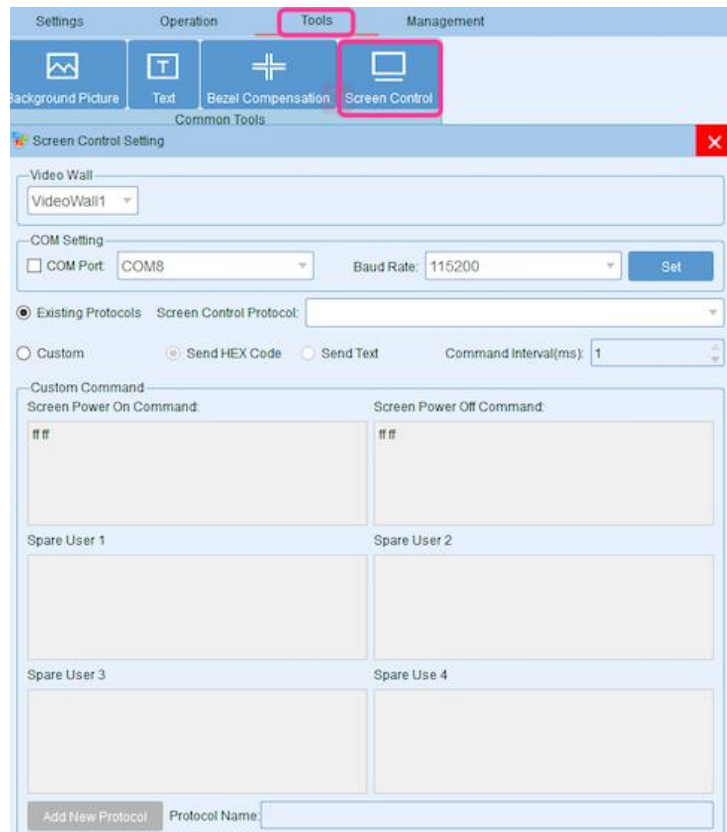 Settings Operation Tools Management
Background Picture Text Bezel Compensation Screen Control
Common Tools
Screen Control Setting
Video Wall
VideoWall1
COM Setting
COM Port: COM8 Baud Rate: 115200 Set
Existing Protocols Screen Control Protocol:
Custom Send HEX Code Send Text Command Interval(ms): 1
Custom Command
Screen Power On Command: Screen Power Off Command:
ff ff ff ff
Spare User 1 Spare User 2
Spare User 3 Spare Use 4
Add New Protocol Protocol Name: